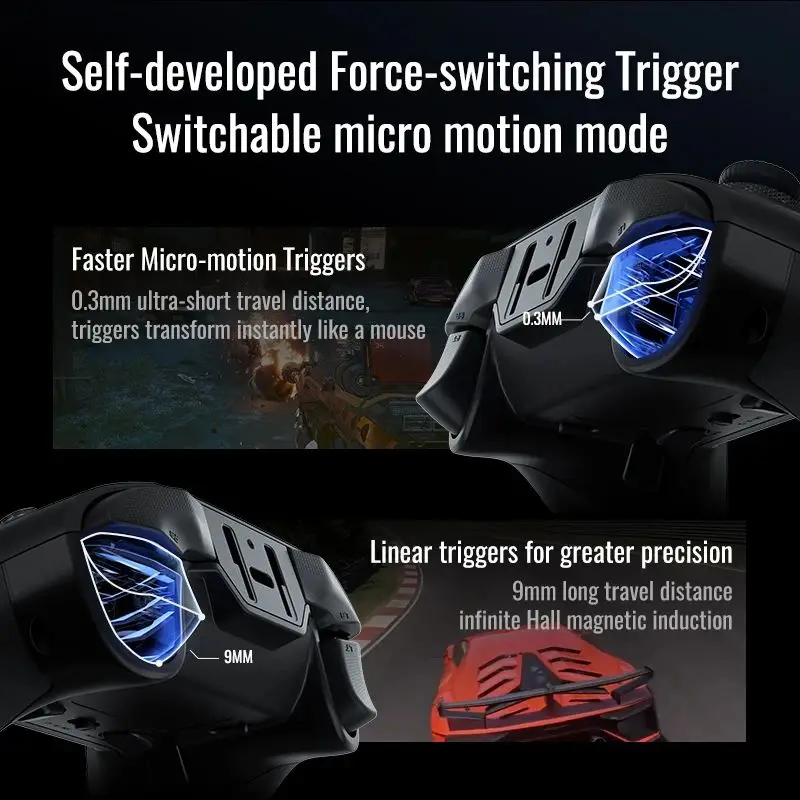 Self-developed Force-switching Trigger
Switchable micro motion mode
Faster Micro-motion Triggers
0.3mm ultra-short travel distance,
triggers transform instantly like a mouse
0.3MM
Linear triggers for greater precision
9mm long travel distance
infinite Hall magnetic induction
9MM